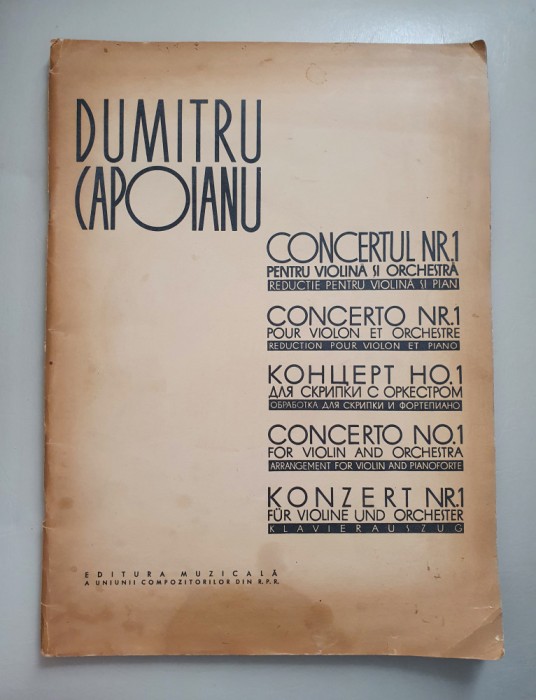 DUMITRU
CAPOIANU
CONCERTUL NR.1
PENTRU VIOLINĂ ȘI ORCHESTRĂ
REDUCȚIE PENTRU VIOLINĂ ȘI PIAN
CONCERTO NR.1
POUR VIOLON ET ORCHESTRE
REDUCTION POUR VIOLON ET PIANO
КОНЦЕРТ НО.1
ДЛЯ СКРИПКИ С ОРКЕСТРОМ
ОБРАБОТКА ДЛЯ СКРИПКИ И ФОРТЕПИАНО
CONCERTO NO.1
FOR VIOLIN AND ORCHESTRA
ARRANGEMENT FOR VIOLIN AND PIANOFORTE
KONZERT NR.1
FÜR VIOLINE UND ORCHESTER
KLAVIERAUSZUG
EDITURA MUZICALĂ
A UNIUNII COMPOZITORILOR DIN R.P.R.